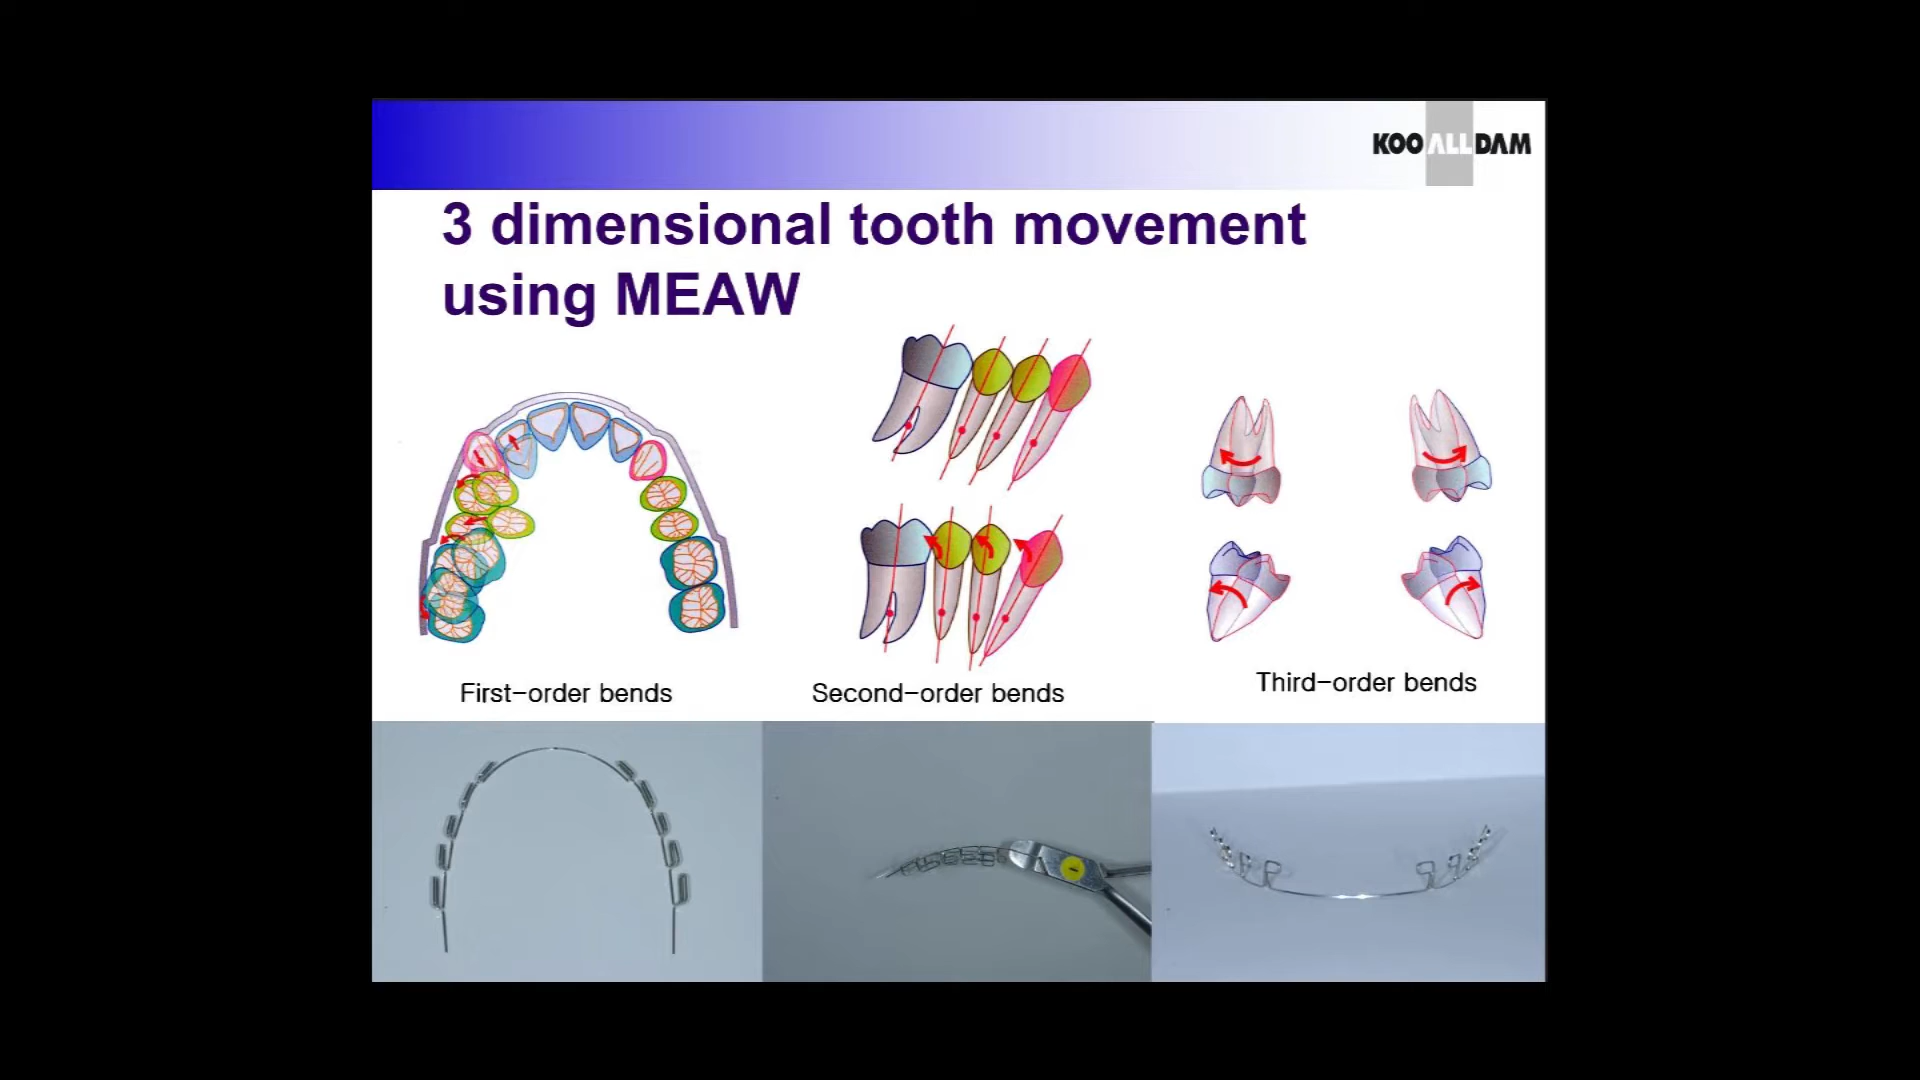 KOO ALL DAM
3 dimensional tooth movement
using MEAW
First-order bends
Second-order bends
Third-order bends